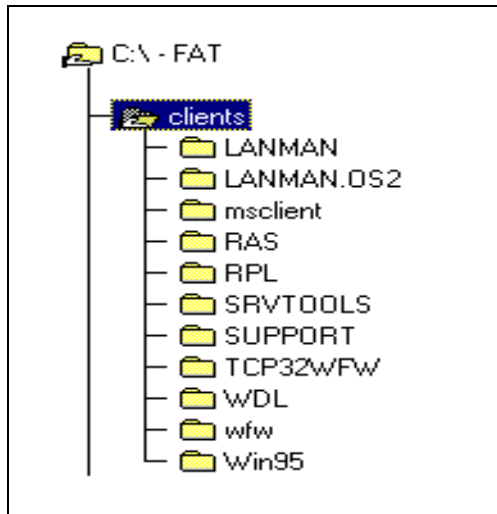 C:\ - FAT
clients
LANMAN
LANMAN.OS2
msclient
RAS
RPL
SRVTOOLS
SUPPORT
TCP32WFW
WDL
wfw
Win95